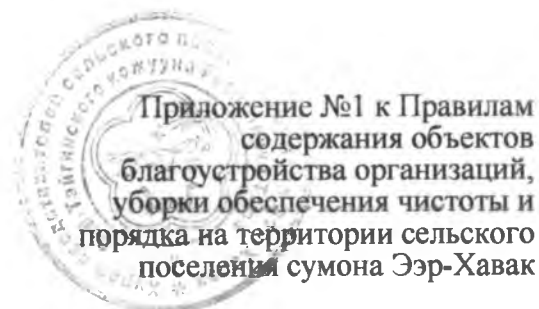 Приложение №1 к Правилам
содержания объектов
благоустройства организаций,
уборки обеспечения чистоты и
порядка на территории сельского
поселения сумона Ээр-Хавак